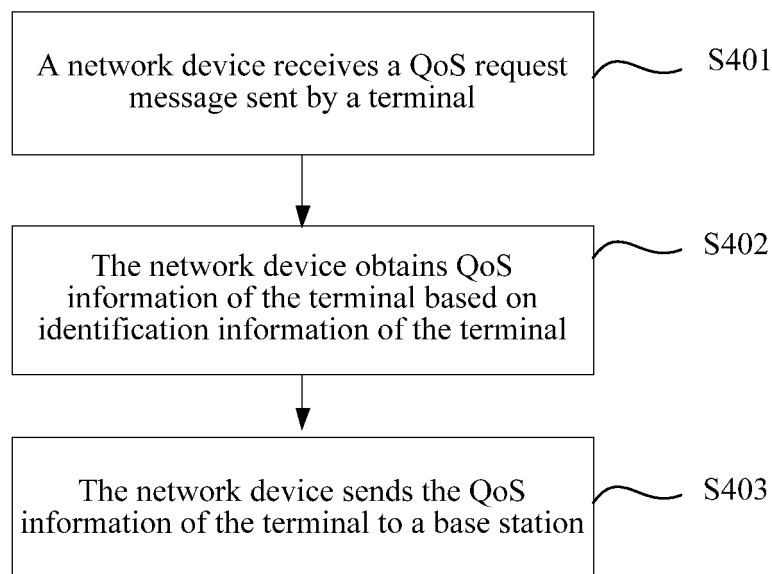 A network device receives a QoS request
message sent by a terminal
S401
The network device obtains QoS
information of the terminal based on
identification information of the terminal
S402
The network device sends the QoS
information of the terminal to a base station
S403